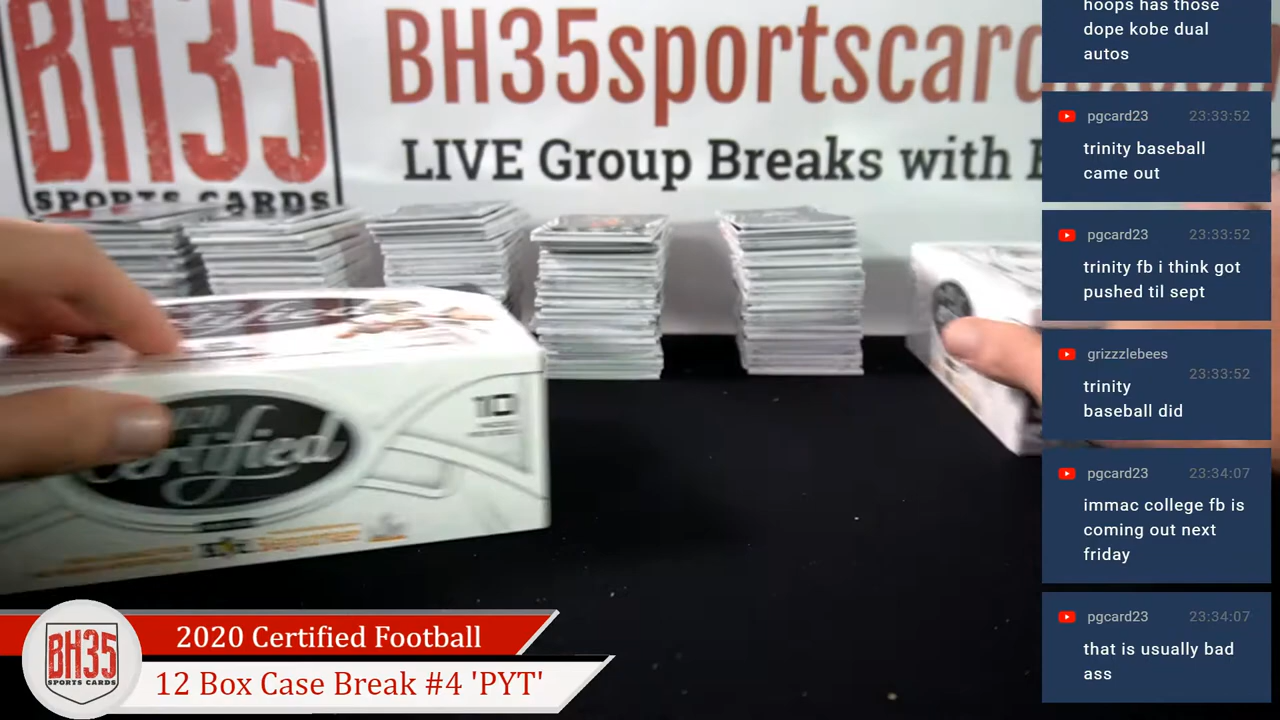 BH35
SPORTS CARDS
BH35sportscard
LIVE Group Breaks with
Certified
10
hoops has those
dope kobe dual
autos
pgcard23 23:33:52
trinity baseball
came out
pgcard23 23:33:52
trinity fb i think got
pushed til sept
grizzzlebees 23:33:52
trinity
baseball did
pgcard23 23:34:07
immac college fb is
coming out next
friday
pgcard23 23:34:07
that is usually bad
ass
BH35
SPORTS CARDS
2020 Certified Football
12 Box Case Break #4 'PYT'